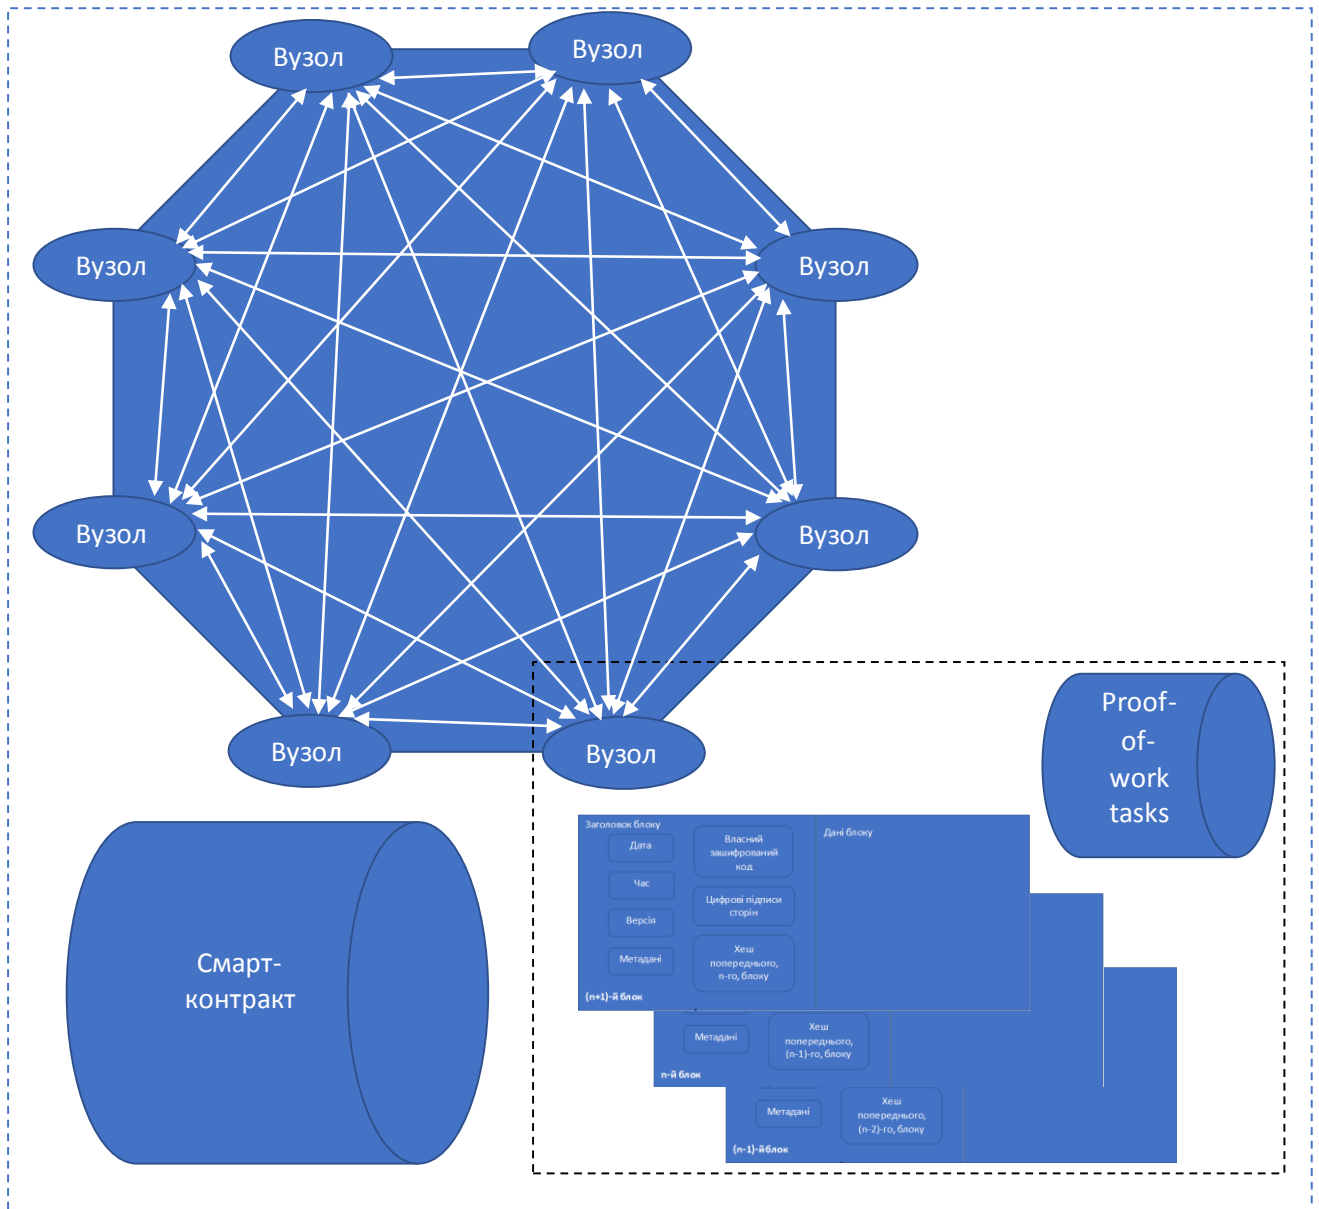 Вузол
Вузол
Вузол
Вузол
Вузол
Вузол
Вузол
Вузол
Proof-
of-
work
tasks
Смарт-
контракт
Заголовок блоку
Дата
Час
Версія
Метадані
Власний
зашифрований
код
Цифрові підписи
сторін
Хеш
попереднього,
n-го, блоку
(n+1)-й блок
Дані блоку
Метадані
Хеш
попереднього,
(n-1)-го, блоку
n-й блок
Метадані
Хеш
попереднього,
(n-2)-го, блоку
(n-1)-йблок